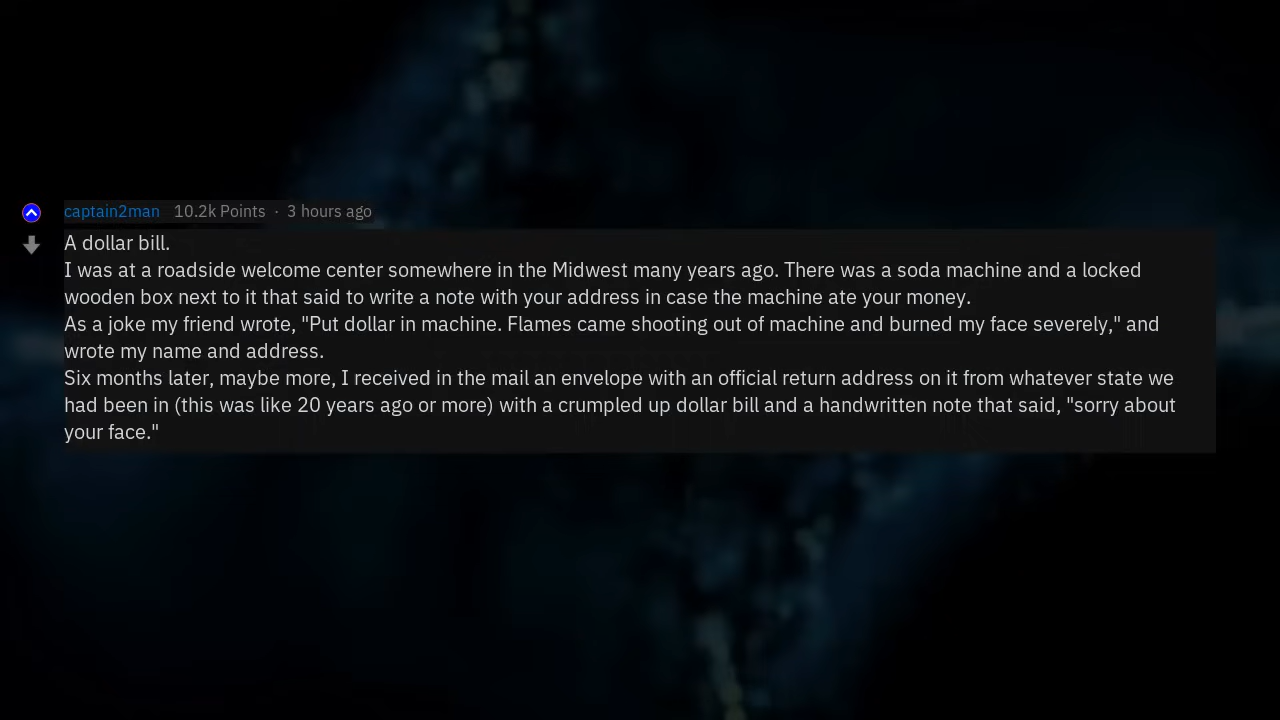 captain2man 10.2k Points · 3 hours ago
A dollar bill.
I was at a roadside welcome center somewhere in the Midwest many years ago. There was a soda machine and a locked
wooden box next to it that said to write a note with your address in case the machine ate your money.
As a joke my friend wrote, "Put dollar in machine. Flames came shooting out of machine and burned my face severely," and
wrote my name and address.
Six months later, maybe more, I received in the mail an envelope with an official return address on it from whatever state we
had been in (this was like 20 years ago or more) with a crumpled up dollar bill and a handwritten note that said, "sorry about
your face."